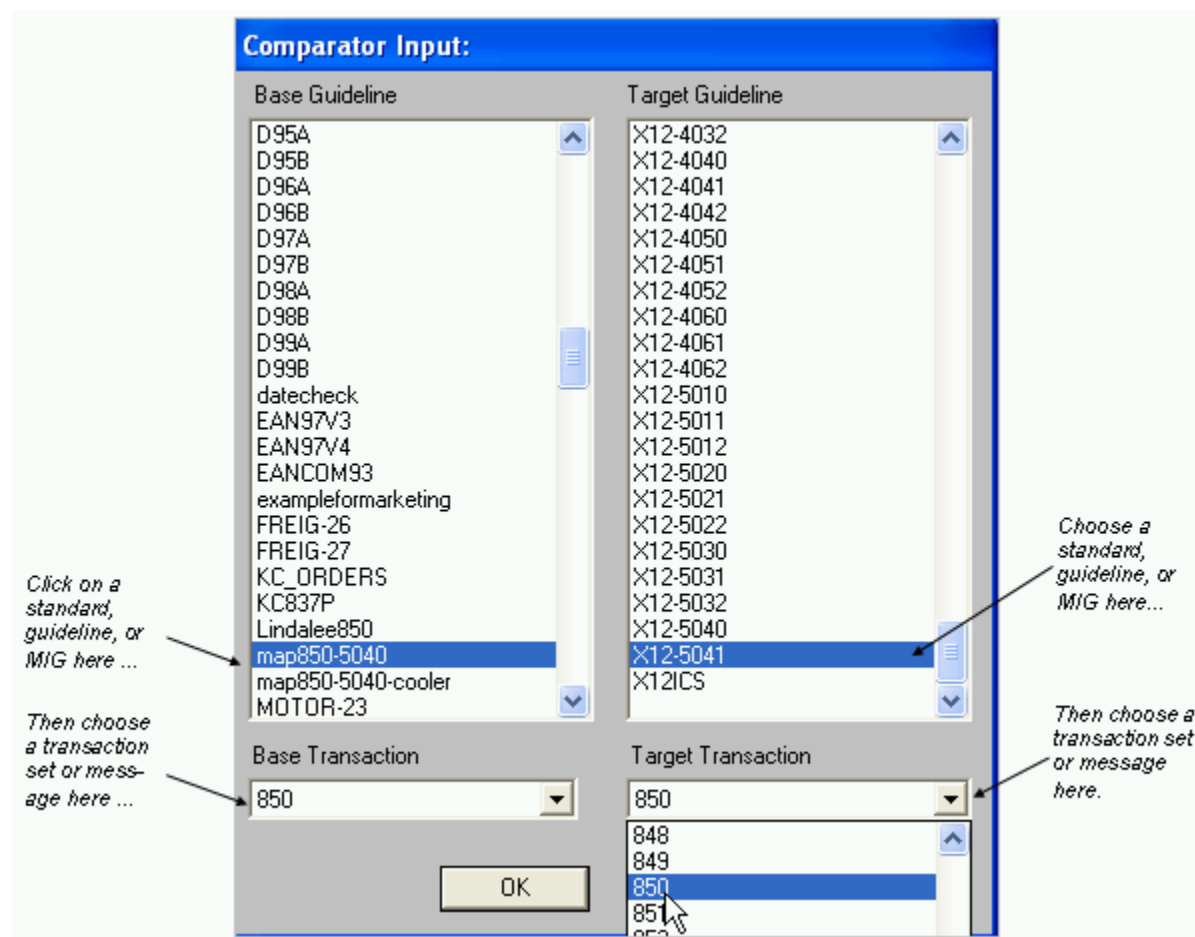 Comparator Input:
Base Guideline
D95A
D95B
D96A
D96B
D97A
D97B
D98A
D98B
D99A
D99B
datecheck
EAN97V3
EAN97V4
EANCOM93
exampleformarketing
FREIG-26
FREIG-27
KC_ORDERS
KC837P
Lindalee850
map850-5040
map850-5040-cooler
MOTOR-23
Target Guideline
X12-4032
X12-4040
X12-4041
X12-4042
X12-4050
X12-4051
X12-4052
X12-4060
X12-4061
X12-4062
X12-5010
X12-5011
X12-5012
X12-5020
X12-5021
X12-5022
X12-5030
X12-5031
X12-5032
X12-5040
X12-5041
X12ICS
Click on a
standard,
guideline, or
MIG here ...
Choose a
standard,
guideline, or
MIG here...
Then choose
a transaction
set or mess-
age here ...
Base Transaction
850
Target Transaction
850
848
849
850
851
Then choose a
transaction set
or message
here.
OK